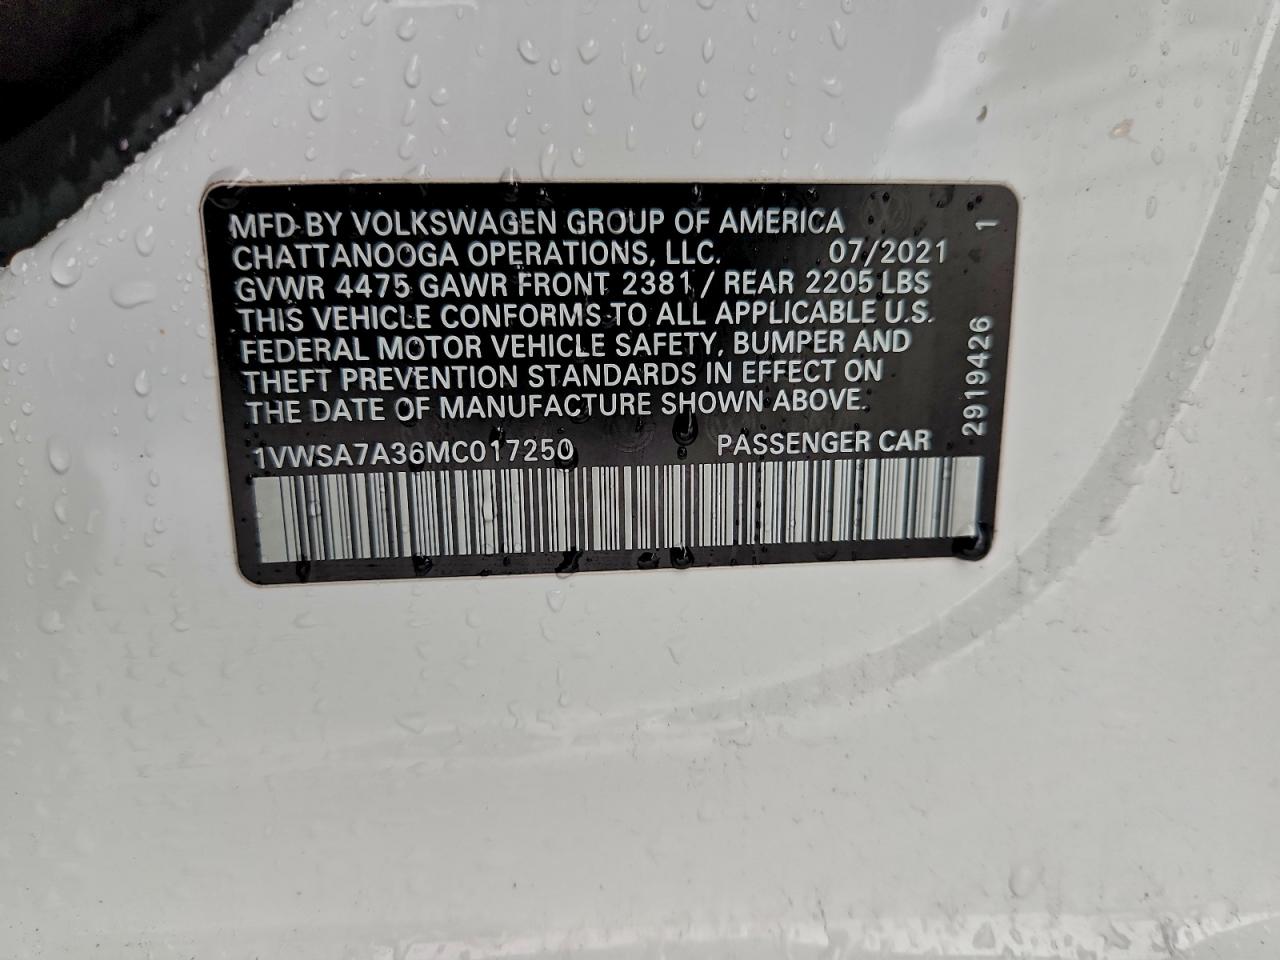 MFD BY VOLKSWAGEN GROUP OF AMERICA
CHATTANOOGA OPERATIONS, LLC. 07/2021
GVWR 4475 GAWR FRONT 2381 / REAR 2205 LBS
THIS VEHICLE CONFORMS TO ALL APPLICABLE U.S.
FEDERAL MOTOR VEHICLE SAFETY, BUMPER AND
THEFT PREVENTION STANDARDS IN EFFECT ON
THE DATE OF MANUFACTURE SHOWN ABOVE.
1VWSA7A36MC017250 PASSENGER CAR
2919426 1